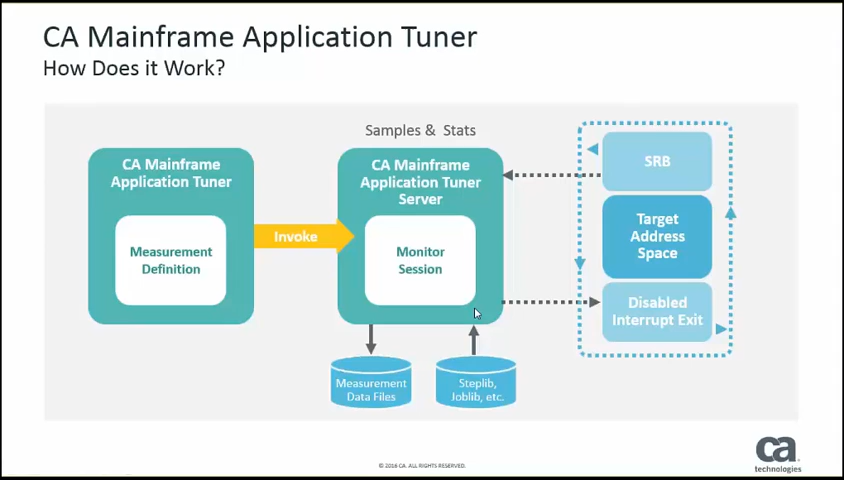 CA Mainframe Application Tuner
How Does it Work?
Samples & Stats
CA Mainframe
Application Tuner
Measurement
Definition
Invoke
CA Mainframe
Application Tuner
Server
Monitor
Session
SRB
Target
Address
Space
Disabled
Interrupt Exit
Measurement
Data Files
Steplib,
Joblib, etc.
© 2016 CA. ALL RIGHTS RESERVED.
ca
technologies